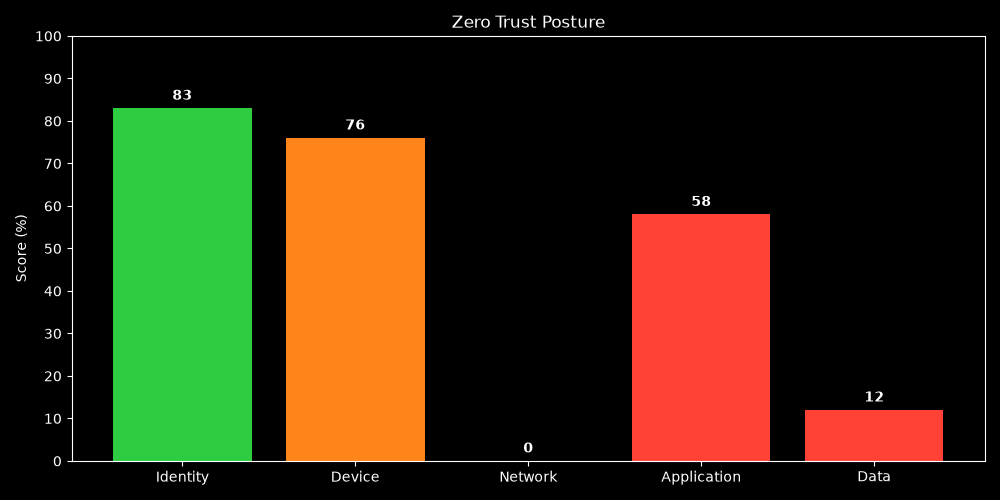 Zero Trust Posture
100
90
80
70
60
50
40
30
20
10
0
Score (%)
83
76
0
58
12
Identity
Device
Network
Application
Data